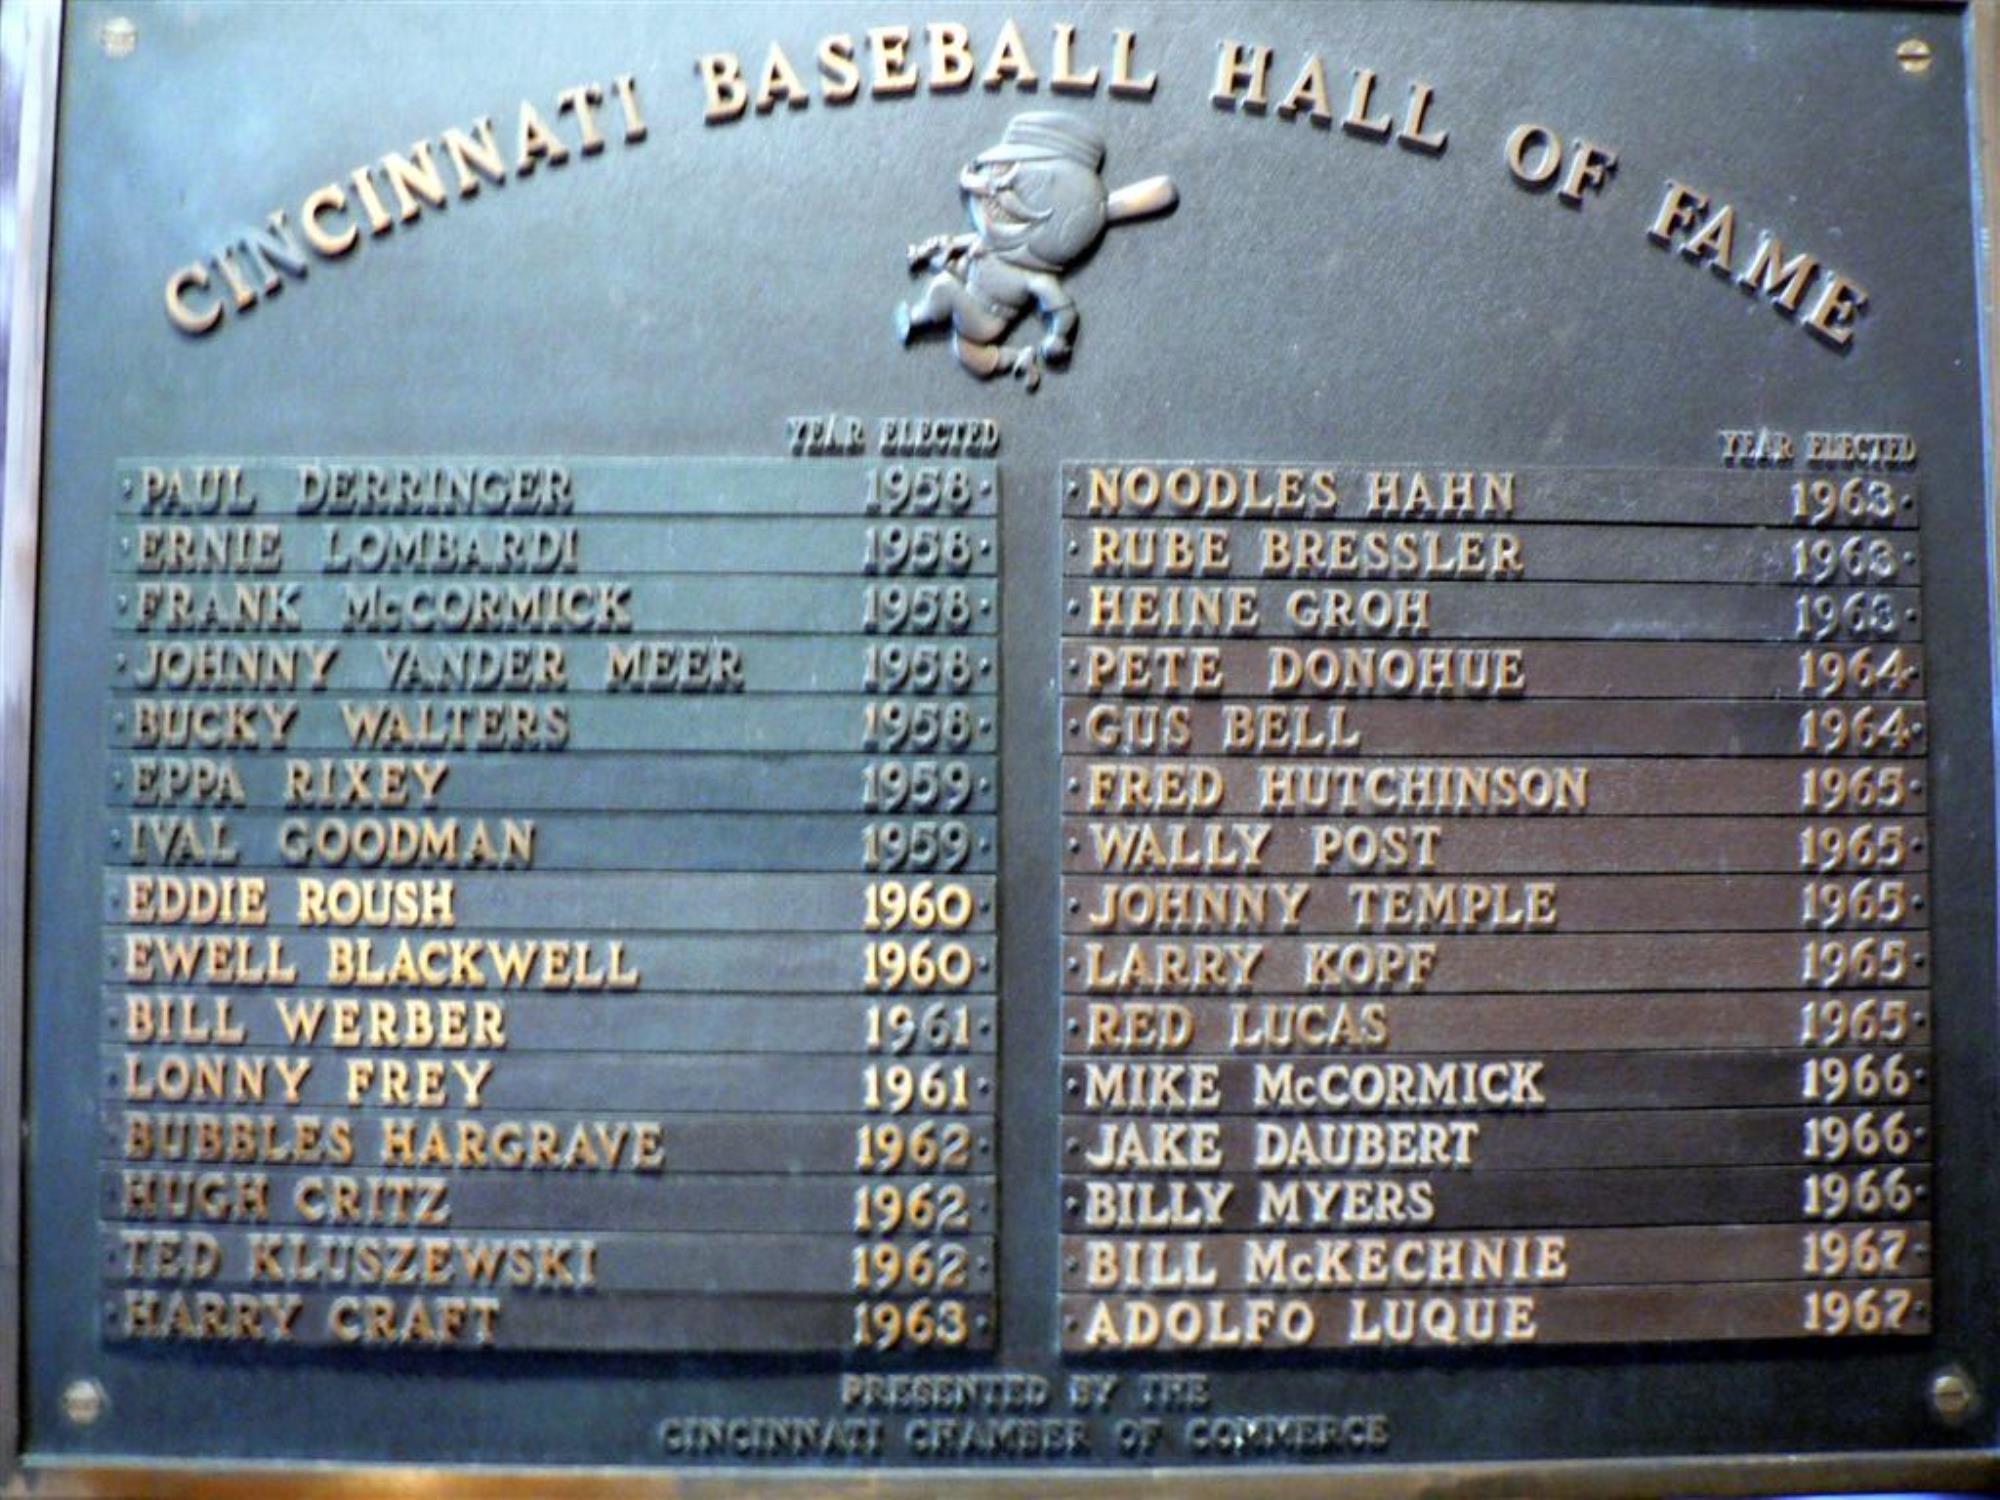 CINCINNATI BASEBALL HALL OF FAME
YEAR ELECTED
PAUL DERRINGER 1958
ERNIE LOMBARDI 1958
FRANK McCORMICK 1958
JOHNNY VANDER MEER 1958
BUCKY WALTERS 1958
EPPA RIXEY 1959
IVAL GOODMAN 1959
EDDIE ROUSH 1960
EWELL BLACKWELL 1960
BILL WERBER 1961
LONNY FREY 1961
BUBBLES HARGRAVE 1962
HUGH CRITZ 1962
TED KLUSZEWSKI 1962
HARRY CRAFT 1963
YEAR ELECTED
NOODLES HAHN 1963
RUBE BRESSLER 1963
HEINE GROH 1963
PETE DONOHUE 1964
GUS BELL 1964
FRED HUTCHINSON 1965
WALLY POST 1965
JOHNNY TEMPLE 1965
LARRY KOPF 1965
RED LUCAS 1965
MIKE McCORMICK 1966
JAKE DAUBERT 1966
BILLY MYERS 1966
BILL McKECHNIE 1967
ADOLFO LUQUE 1967
PRESENTED BY THE
CINCINNATI CHAMBER OF COMMERCE